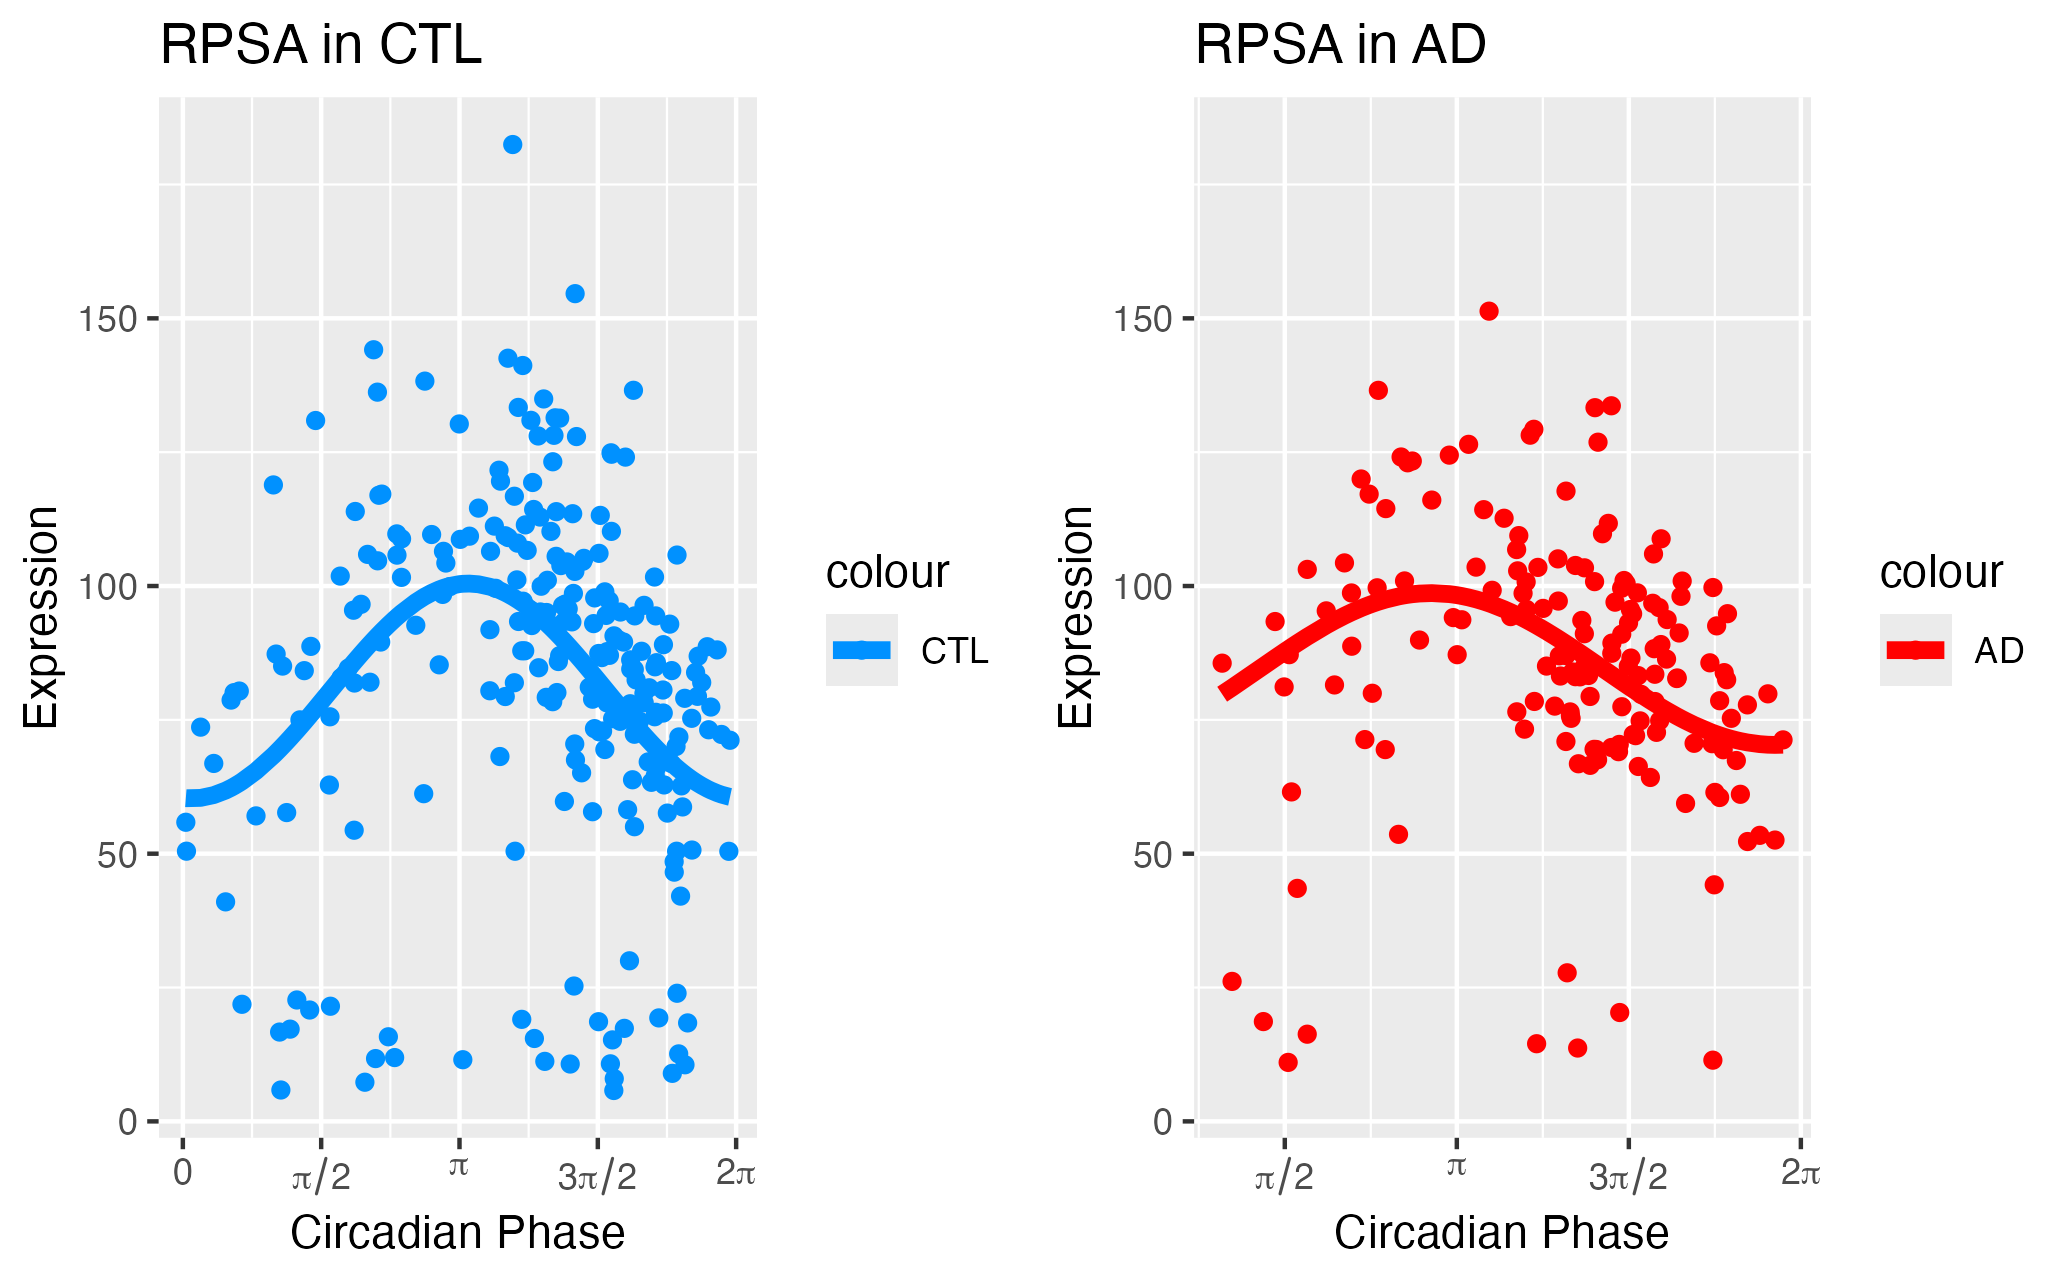 RPSA in CTL
150
100
50
0
0
π/2
π
3π/2
2π
Expression
Circadian Phase
colour
CTL
RPSA in AD
150
100
50
0
π/2
π
3π/2
2π
Expression
Circadian Phase
colour
AD